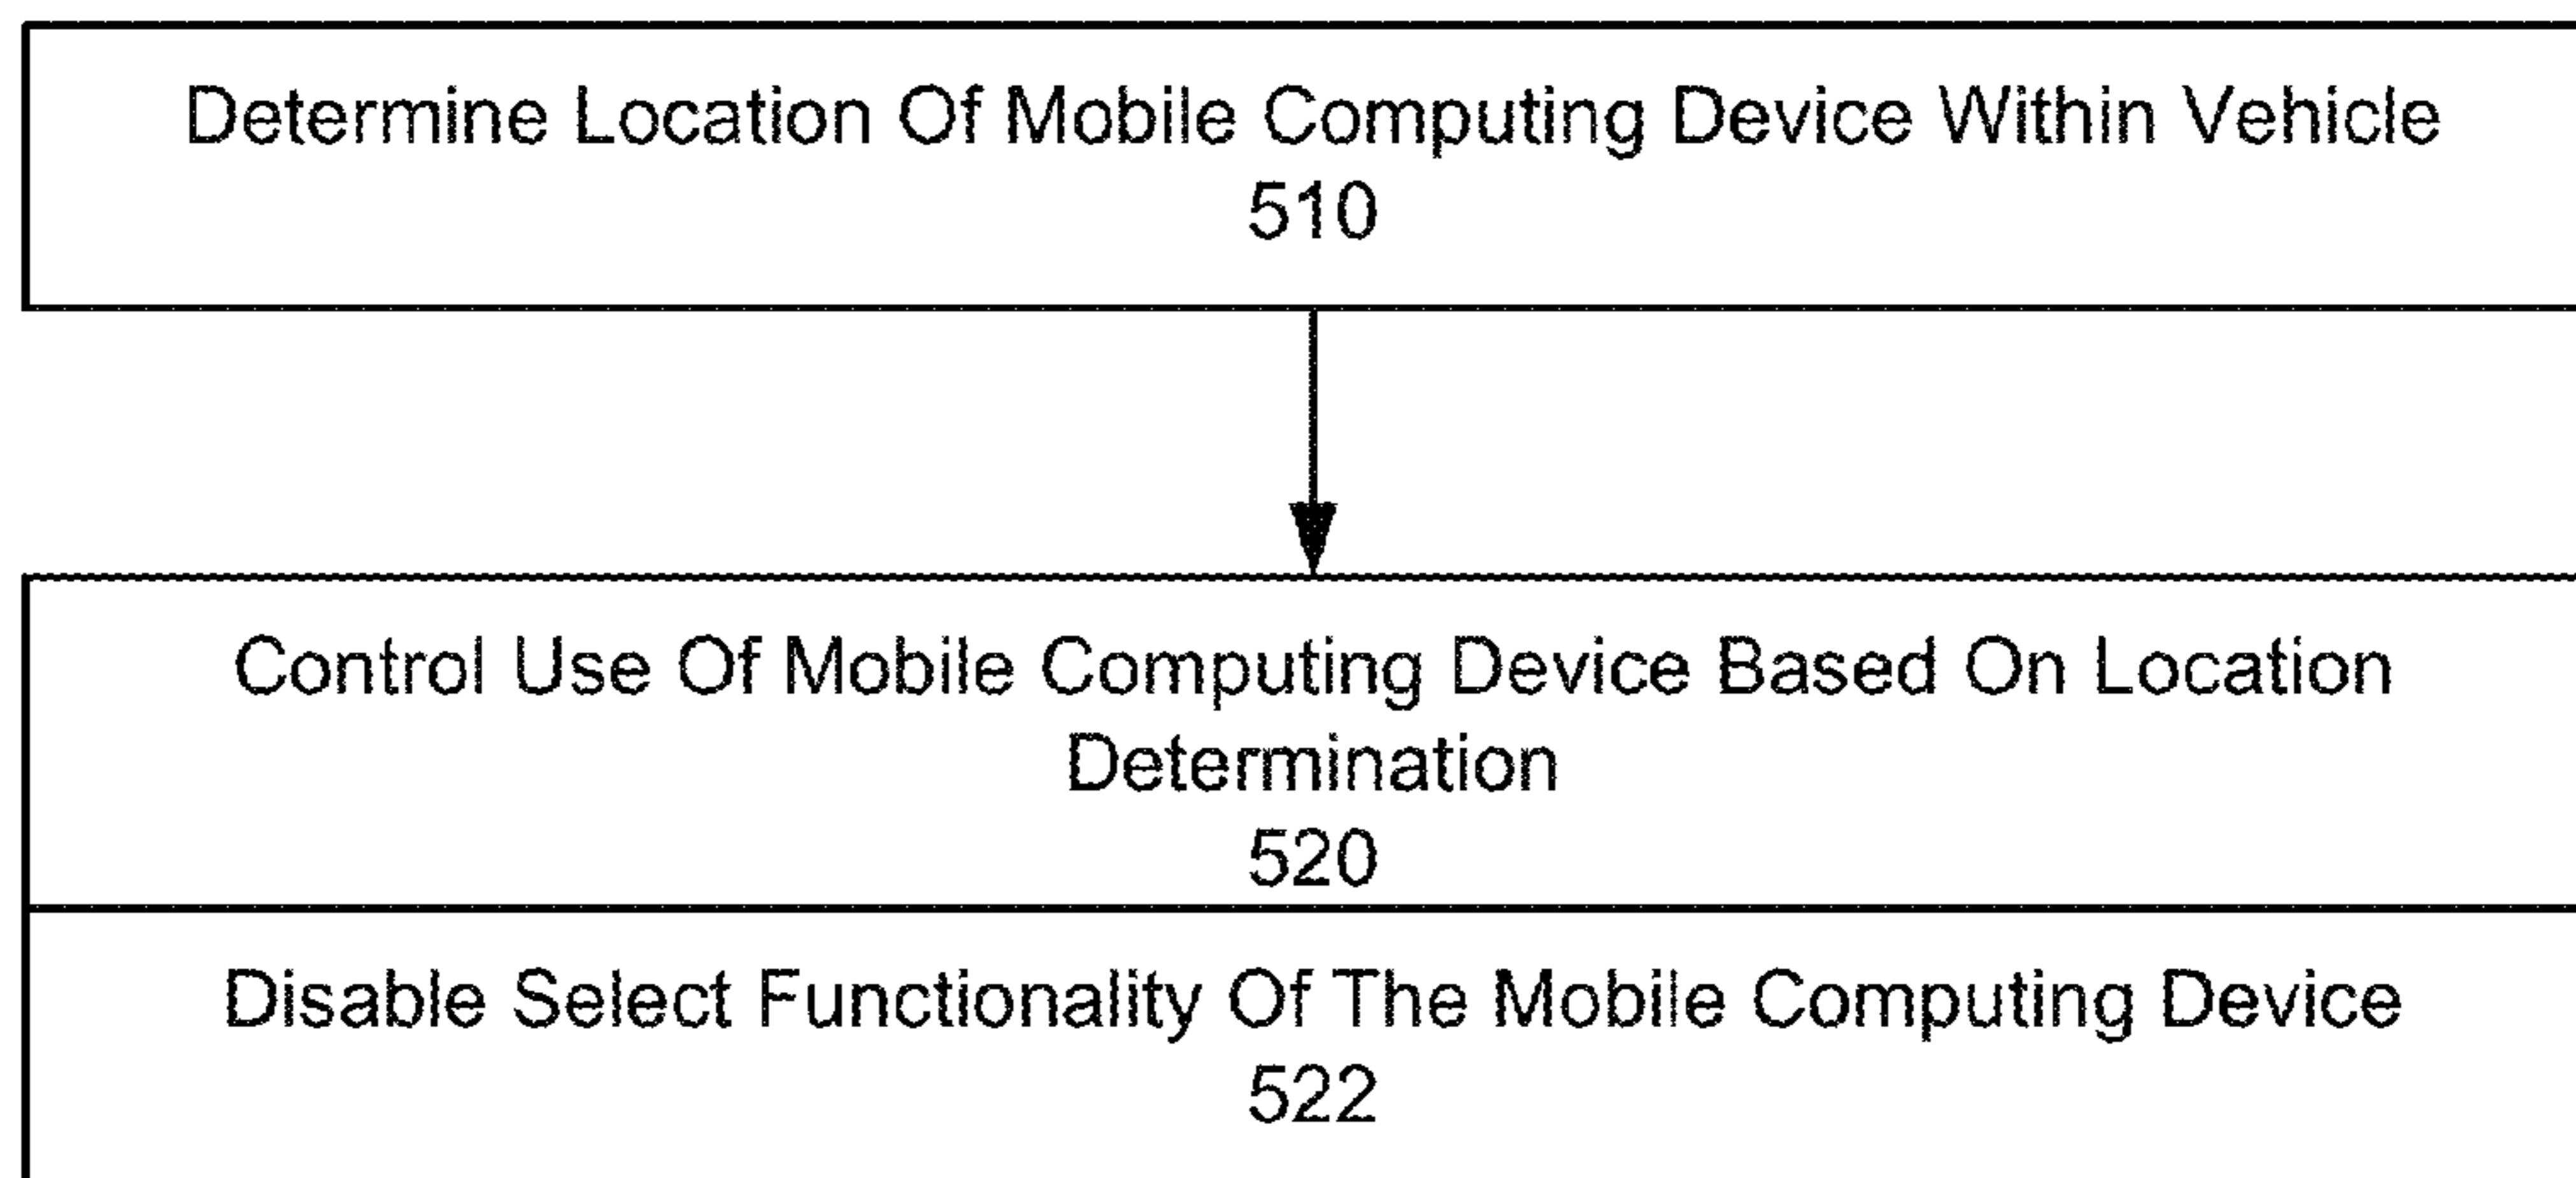 Determine Location Of Mobile Computing Device Within Vehicle
510
Control Use Of Mobile Computing Device Based On Location
Determination
520
Disable Select Functionality Of The Mobile Computing Device
522